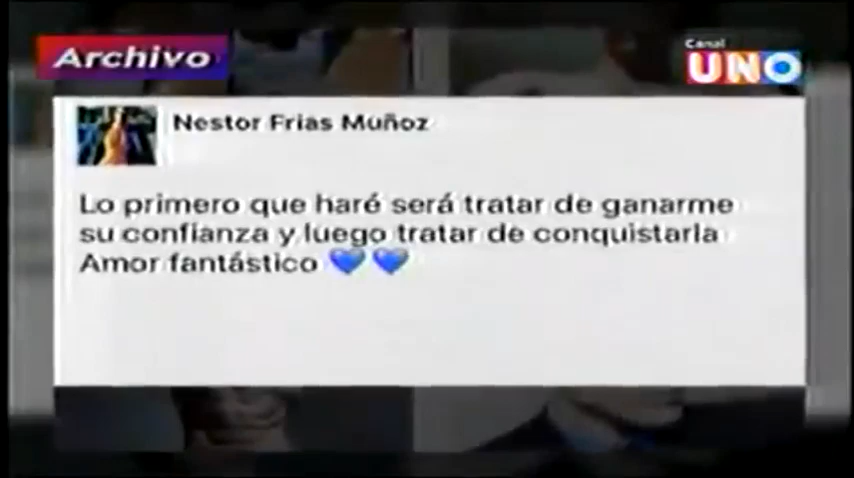 Archivo
Canal
UNO
Nestor Frias Muñoz
Lo primero que haré será tratar de ganarme
su confianza y luego tratar de conquistarla
Amor fantástico 💙💙